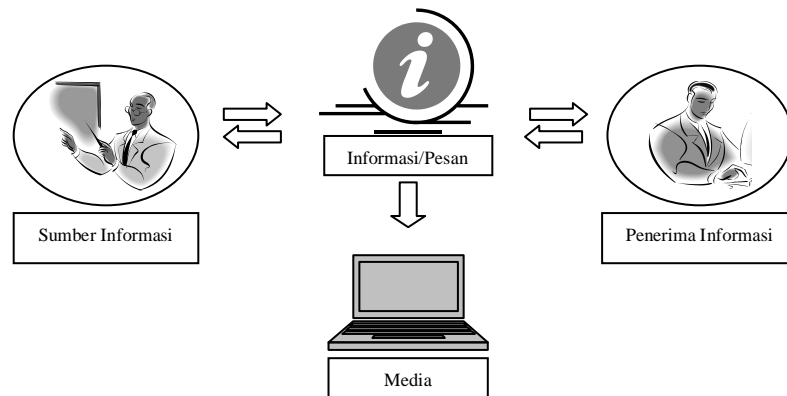 i
Informasi/Pesan
Sumber Informasi
Penerima Informasi
Media